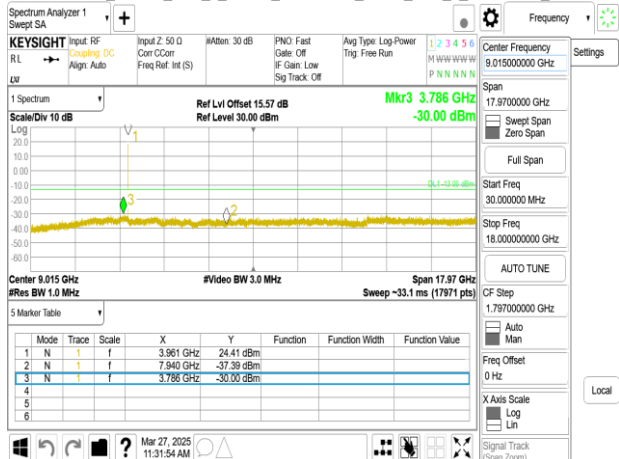 Spectrum Analyzer 1
Swept SA
+
Frequency
KEYSIGHT
RL
Input: RF
Coupling: DC
Align: Auto
Input Z: 50 Ω
Corr CCorr
Freq Ref: Int (S)
#Atten: 30 dB
PNO: Fast
Gate: Off
IF Gain: Low
Sig Track: Off
Avg Type: Log-Power
Trig: Free Run
1 2 3 4 5 6
M W W W W W
P N N N N N
LXI
1 Spectrum
Scale/Div 10 dB
Ref Lvl Offset 15.57 dB
Ref Level 30.00 dBm
Mkr3 3.786 GHz
-30.00 dBm
Log
20.0
10.0
0.00
-10.0
-20.0
-30.0
-40.0
-50.0
-60.0
1
2
3
DL1 -13.00 dBm
Center 9.015 GHz
#Res BW 1.0 MHz
#Video BW 3.0 MHz
Span 17.97 GHz
Sweep ~33.1 ms (17971 pts)
5 Marker Table
Mode Trace Scale X Y Function Function Width Function Value
1 N 1 f 3.961 GHz 24.41 dBm
2 N 1 f 7.940 GHz -37.39 dBm
3 N 1 f 3.786 GHz -30.00 dBm
4
5
6
?
Mar 27, 2025
11:31:54 AM
Center Frequency
9.015000000 GHz
Settings
Span
17.9700000 GHz
Swept Span
Zero Span
Full Span
Start Freq
30.000000 MHz
Stop Freq
18.000000000 GHz
AUTO TUNE
CF Step
1.797000000 GHz
Auto
Man
Freq Offset
0 Hz
Local
X Axis Scale
Log
Lin
Signal Track
(Span Zoom)